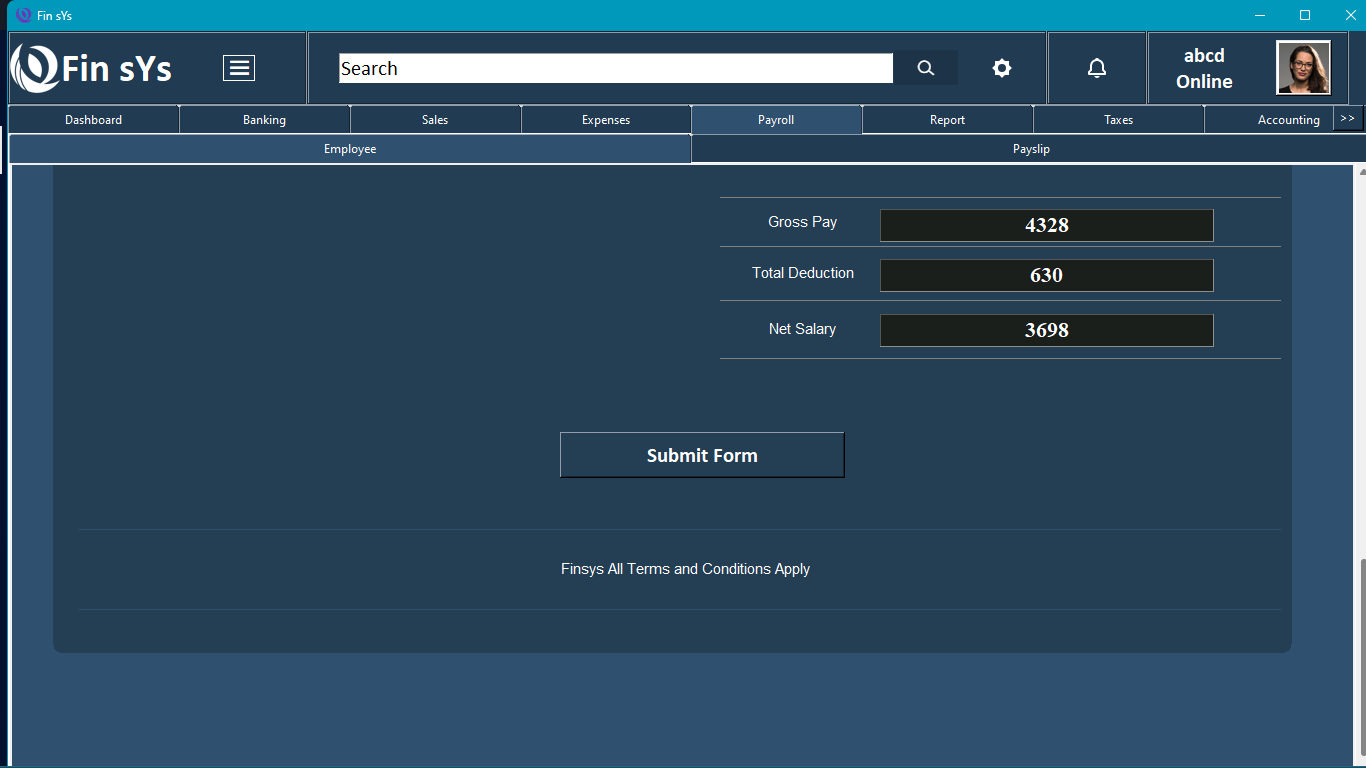 Fin sYs
Fin sYs
Search
abcd
Online
Dashboard Banking Sales Expenses Payroll Report Taxes Accounting >>
Employee Payslip
Gross Pay 4328
Total Deduction 630
Net Salary 3698
Submit Form
Finsys All Terms and Conditions Apply